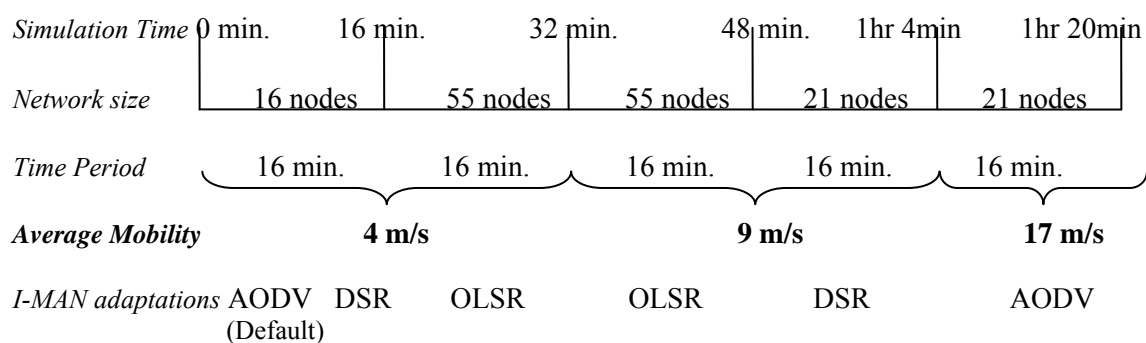 Simulation Time 0 min. 16 min. 32 min. 48 min. 1hr 4min 1hr 20min
Network size 16 nodes 55 nodes 55 nodes 21 nodes 21 nodes
Time Period 16 min. 16 min. 16 min. 16 min. 16 min.
Average Mobility 4 m/s 9 m/s 17 m/s
I-MAN adaptations AODV DSR OLSR OLSR DSR AODV
(Default)